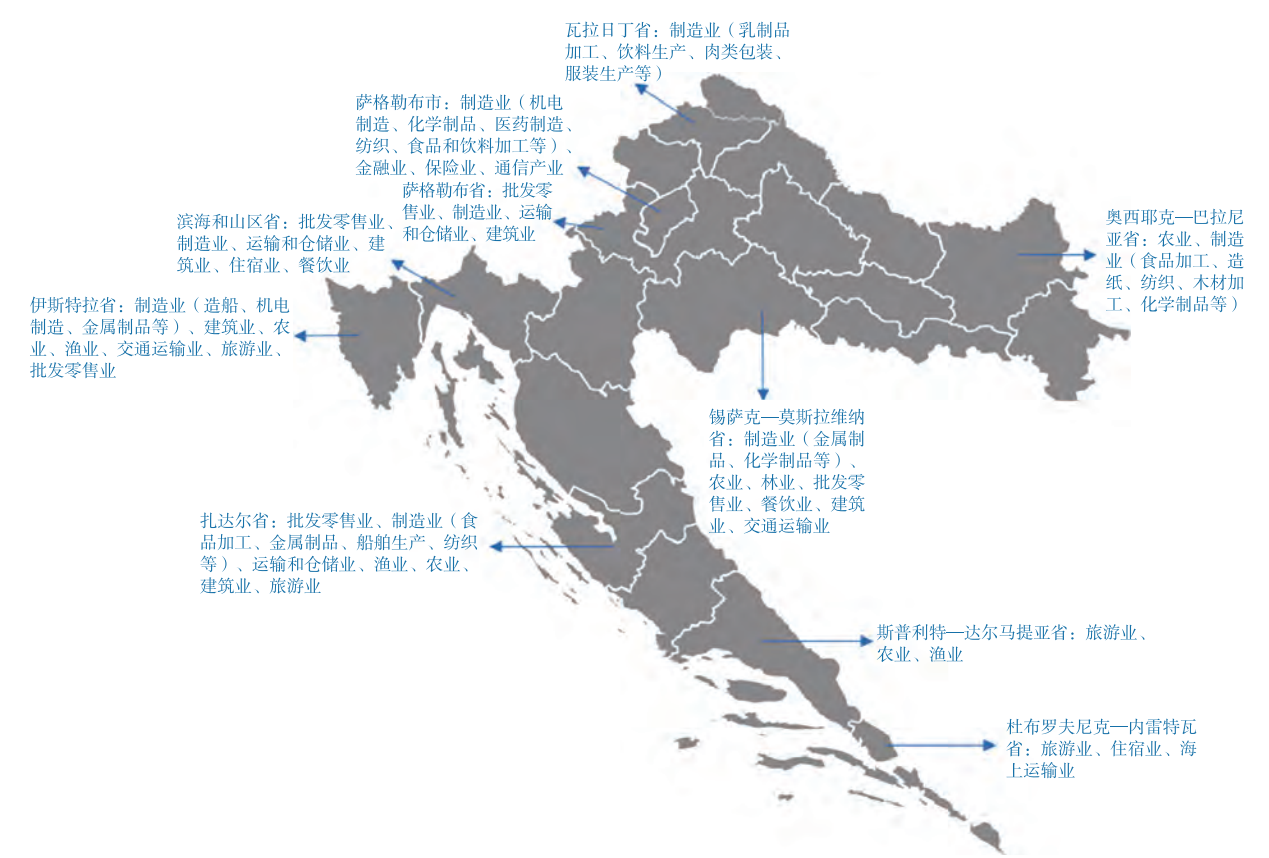 瓦拉日丁省：制造业（乳制品
加工、饮料生产、肉类包装、
服装生产等）
萨格勒布市：制造业（机电
制造、化学制品、医药制造、
纺织、食品和饮料加工等）、
金融业、保险业、通信产业
萨格勒布省：批发零
售业、制造业、运输
和仓储业、建筑业
滨海和山区省：批发零售业、
制造业、运输和仓储业、建
筑业、住宿业、餐饮业
伊斯特拉省：制造业（造船、机电
制造、金属制品等）、建筑业、农
业、渔业、交通运输业、旅游业、
批发零售业
奥西耶克—巴拉尼
亚省：农业、制造
业（食品加工、造
纸、纺织、木材加
工、化学制品等）
锡萨克—莫斯拉维纳
省：制造业（金属制
品、化学制品等）、
农业、林业、批发零
售业、餐饮业、建筑
业、交通运输业
扎达尔省：批发零售业、制造业（食
品加工、金属制品、船舶生产、纺织
等）、运输和仓储业、渔业、农业、
建筑业、旅游业
斯普利特—达尔马提亚省：旅游业、
农业、渔业
杜布罗夫尼克—内雷特瓦
省：旅游业、住宿业、海
上运输业